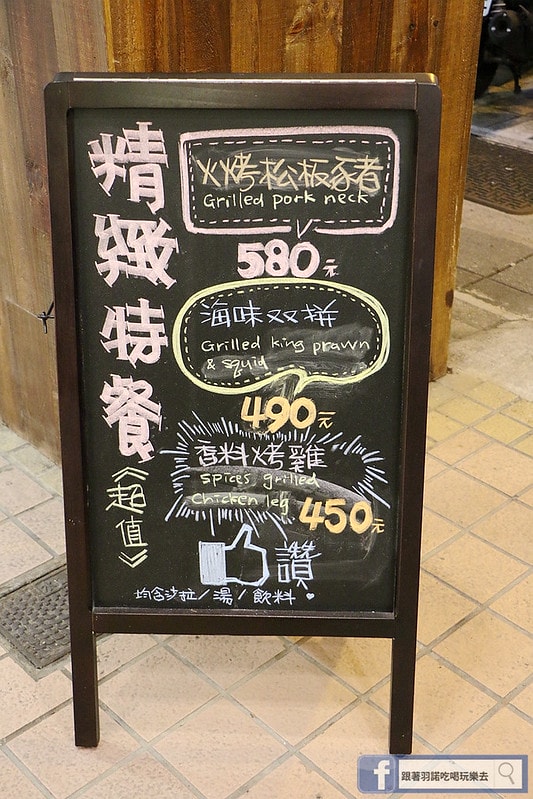 精緻特餐
《超值》
火烤松板豬
Grilled pork neck
580元
海味双拼
Grilled king prawn
& squid
490元
香料烤雞
spices grilled
chicken leg
450元
讚
均含沙拉/湯/飲料
f 跟著羽諾吃喝玩樂去